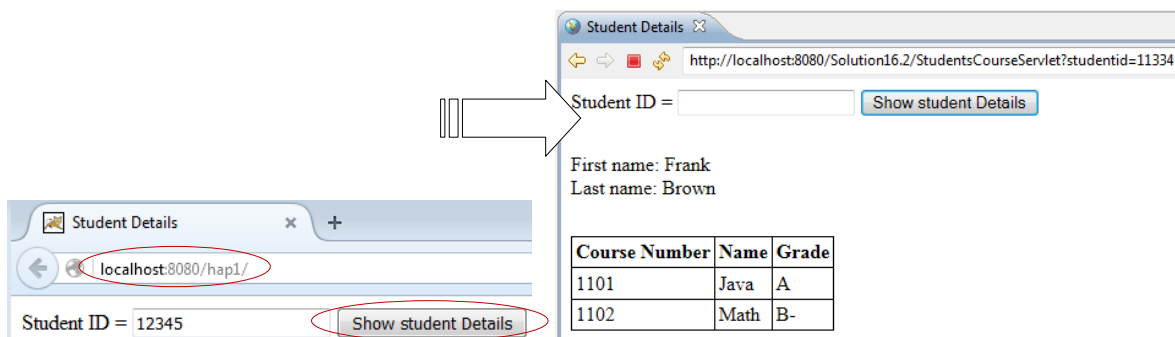 Student Details
localhost:8080/hap1/
Student ID = 12345 Show student Details
Student Details
http://localhost:8080/Solution16.2/StudentsCourseServlet?studentid=11334
Student ID = Show student Details
First name: Frank
Last name: Brown
Course Number Name Grade
1101 Java A
1102 Math B-